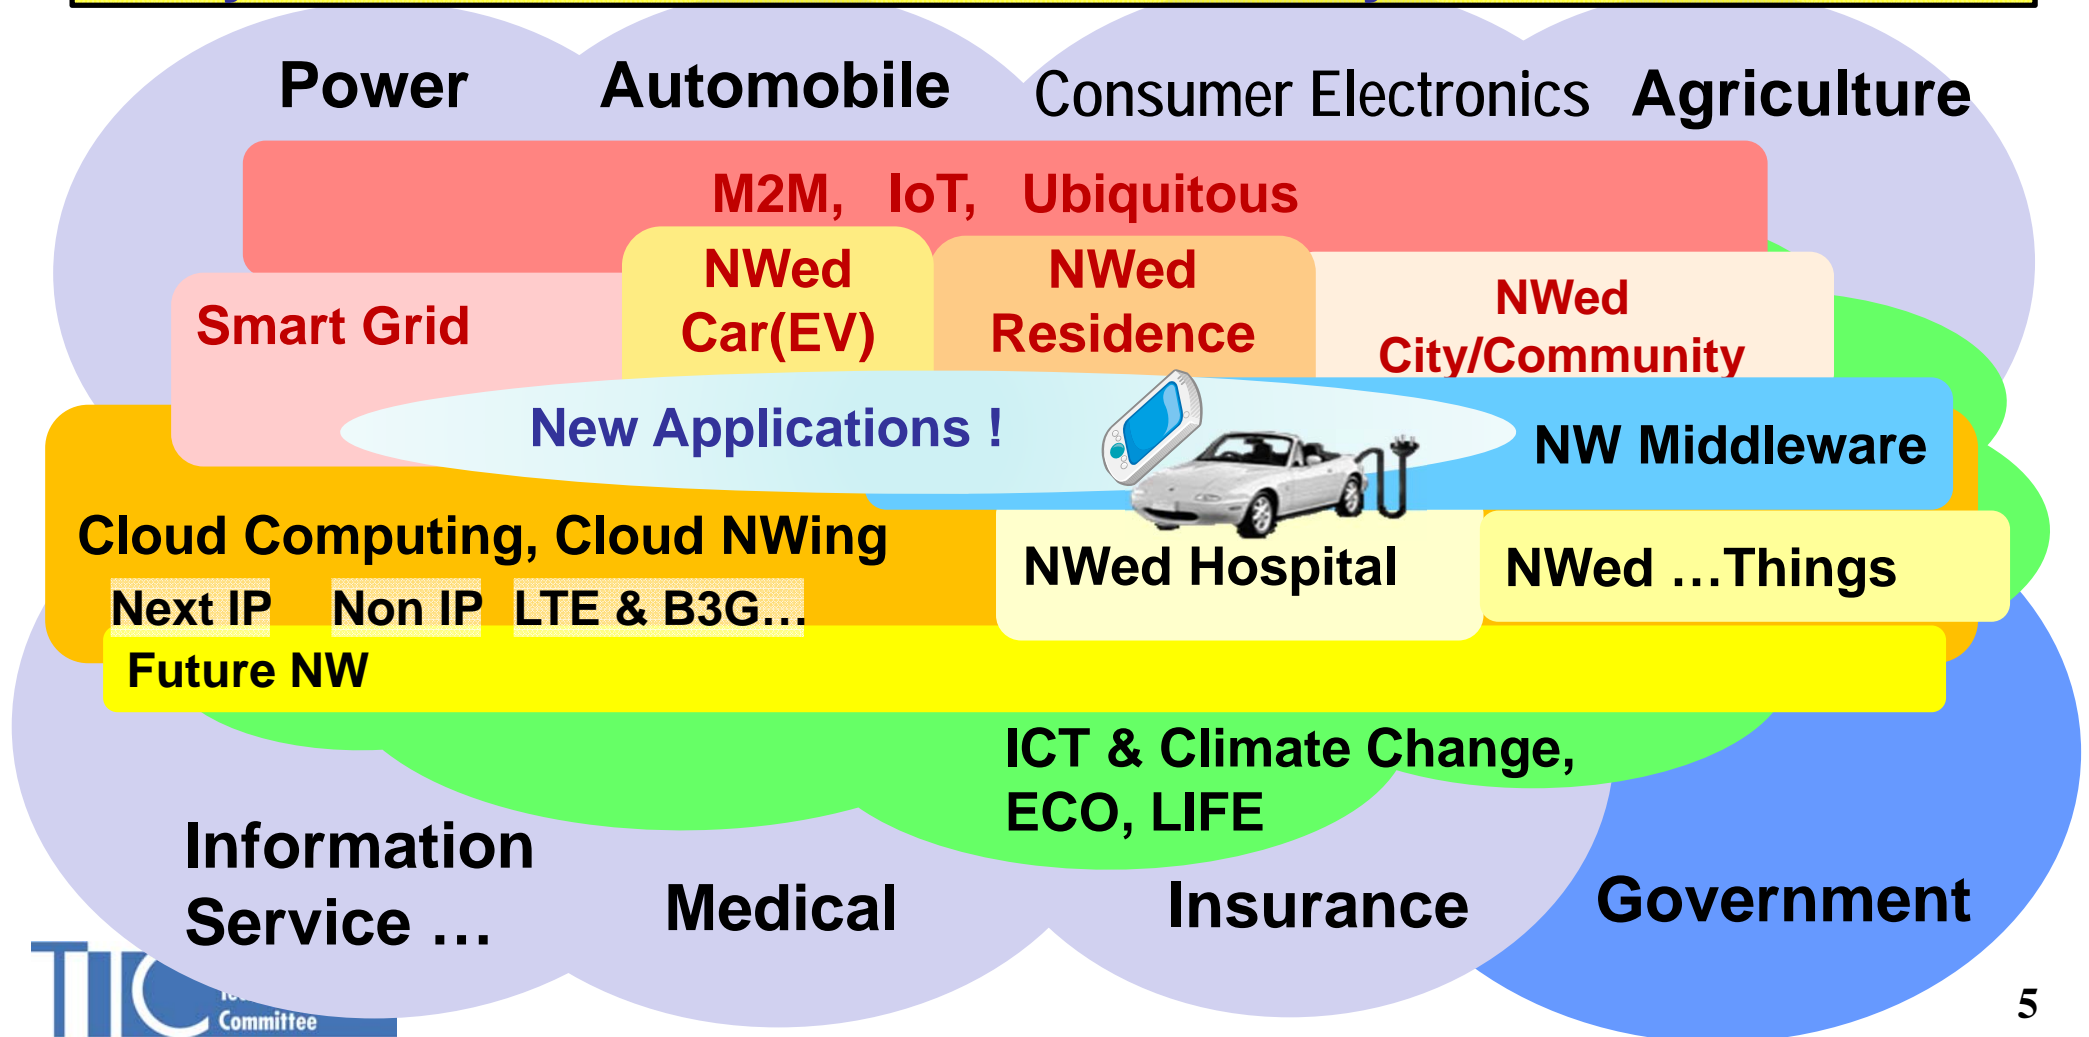 Power
Automobile
Consumer Electronics
Agriculture
M2M, IoT, Ubiquitous
NWed
Car(EV)
NWed
Residence
NWed
City/Community
Smart Grid
New Applications !
NW Middleware
Cloud Computing, Cloud NWing
NWed Hospital
NWed …Things
Next IP
Non IP
LTE & B3G…
Future NW
ICT & Climate Change,
ECO, LIFE
Information
Service …
Medical
Insurance
Government
Committee
5